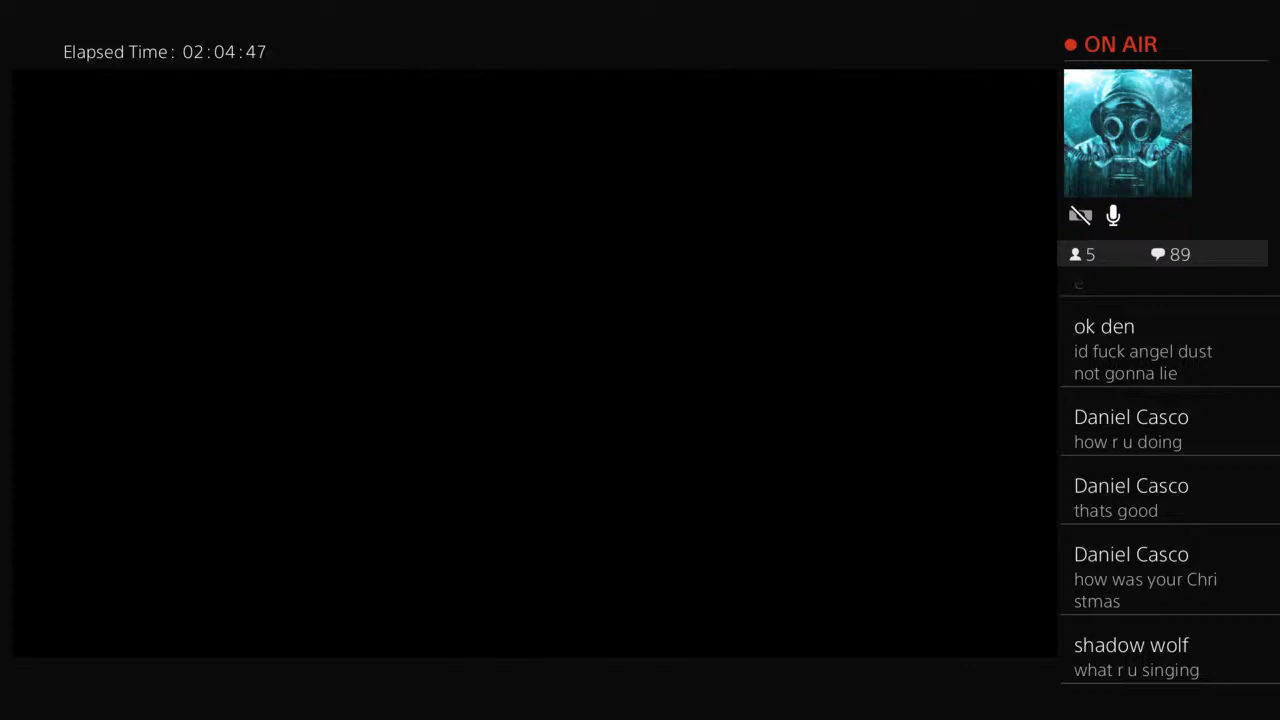 Elapsed Time: 02:04:47
ON AIR
5 89
e
ok den
id fuck angel dust
not gonna lie
Daniel Casco
how r u doing
Daniel Casco
thats good
Daniel Casco
how was your Chri
stmas
shadow wolf
what r u singing